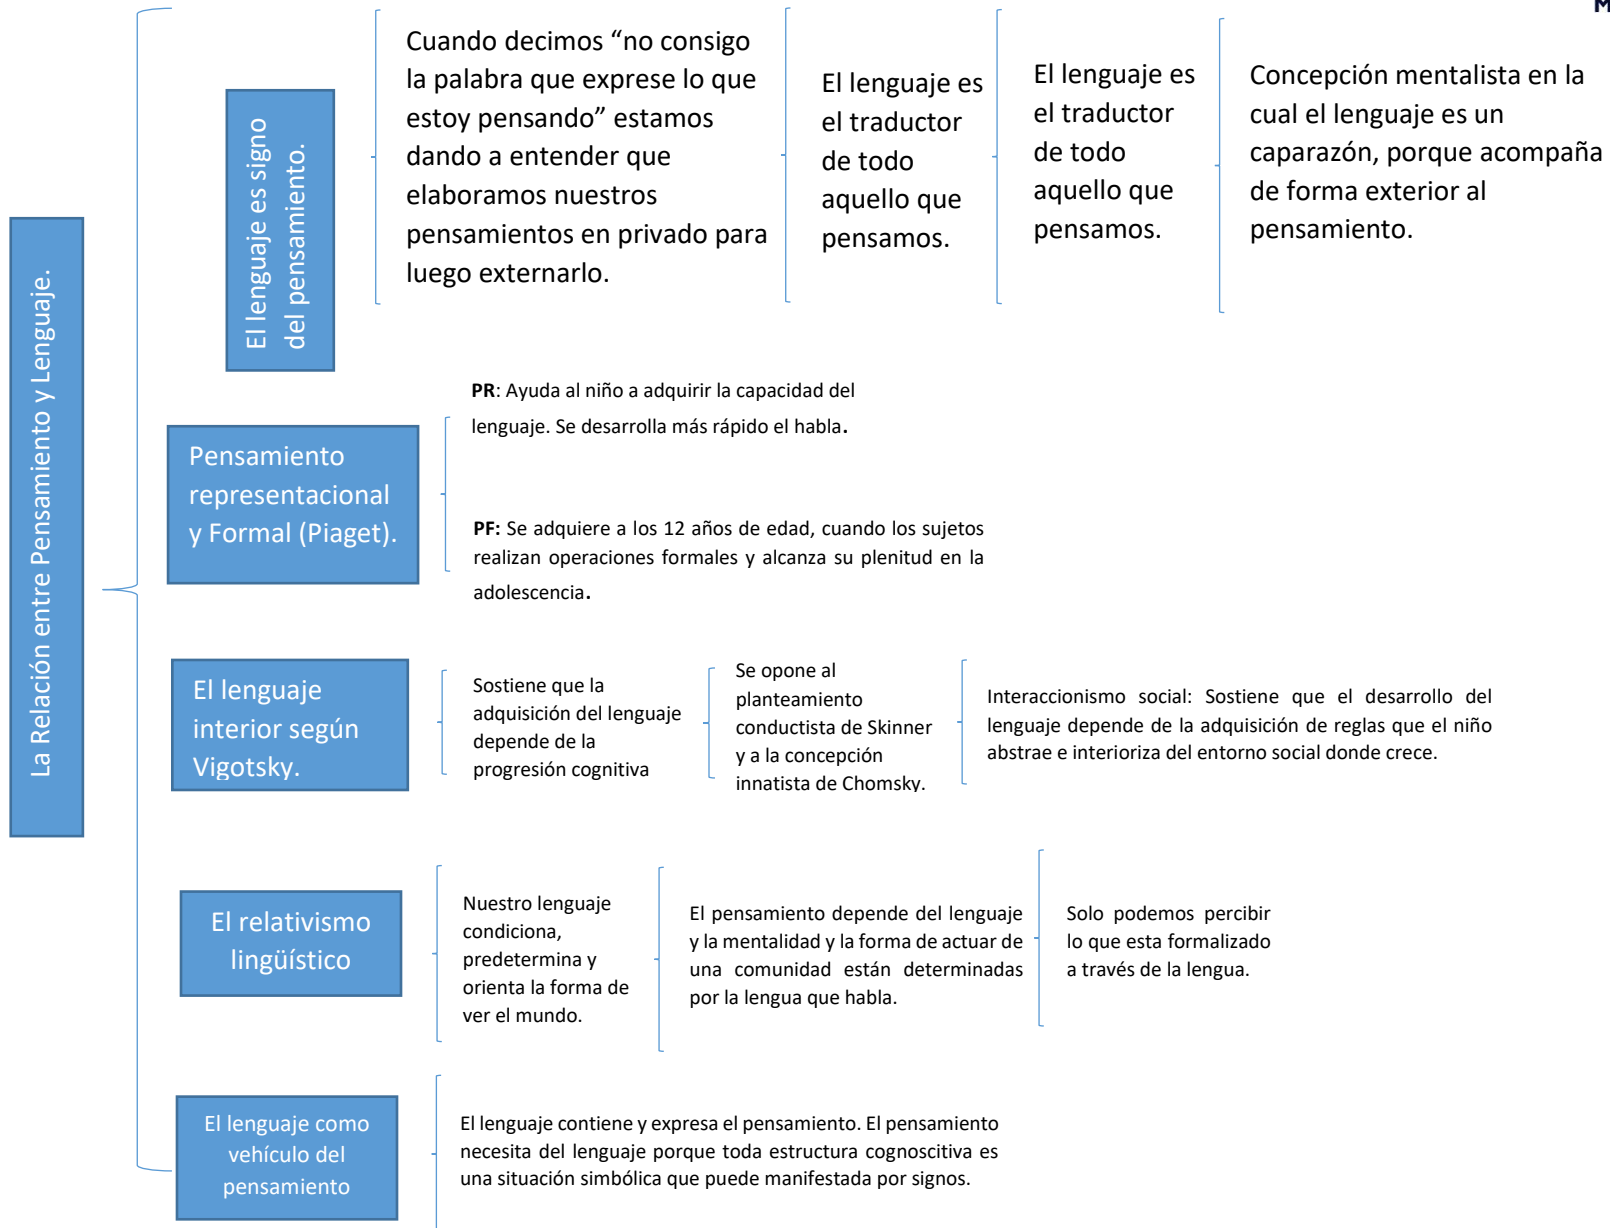 M
La Relación entre Pensamiento y Lenguaje.
El lenguaje es signo
del pensamiento.
Cuando decimos “no consigo
la palabra que exprese lo que
estoy pensando” estamos
dando a entender que
elaboramos nuestros
pensamientos en privado para
luego externarlo.
El lenguaje es
el traductor
de todo
aquello que
pensamos.
El lenguaje es
el traductor
de todo
aquello que
pensamos.
Concepción mentalista en la
cual el lenguaje es un
caparazón, porque acompaña
de forma exterior al
pensamiento.
Pensamiento
representacional
y Formal (Piaget).
PR: Ayuda al niño a adquirir la capacidad del
lenguaje. Se desarrolla más rápido el habla.
PF: Se adquiere a los 12 años de edad, cuando los sujetos
realizan operaciones formales y alcanza su plenitud en la
adolescencia.
El lenguaje
interior según
Vigotsky.
Sostiene que la
adquisición del lenguaje
depende de la
progresión cognitiva
Se opone al
planteamiento
conductista de Skinner
y a la concepción
innatista de Chomsky.
Interaccionismo social: Sostiene que el desarrollo del
lenguaje depende de la adquisición de reglas que el niño
abstrae e interioriza del entorno social donde crece.
El relativismo
lingüístico
Nuestro lenguaje
condiciona,
predetermina y
orienta la forma de
ver el mundo.
El pensamiento depende del lenguaje
y la mentalidad y la forma de actuar de
una comunidad están determinadas
por la lengua que habla.
Solo podemos percibir
lo que esta formalizado
a través de la lengua.
El lenguaje como
vehículo del
pensamiento
El lenguaje contiene y expresa el pensamiento. El pensamiento
necesita del lenguaje porque toda estructura cognoscitiva es
una situación simbólica que puede manifestada por signos.